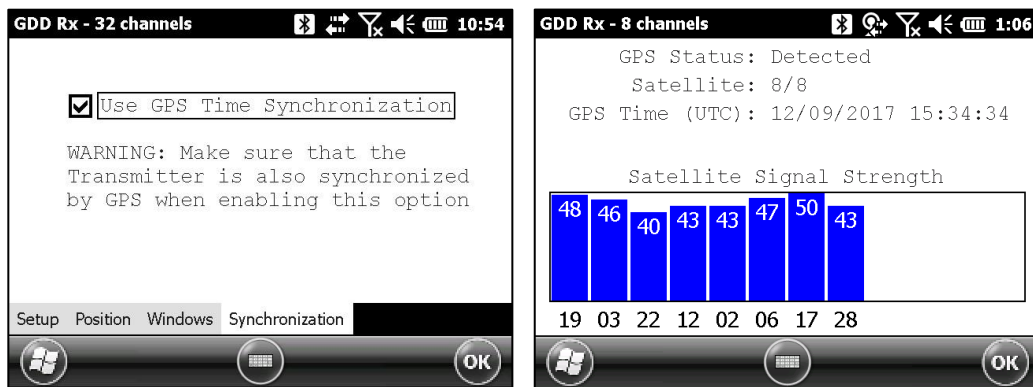 GDD Rx - 32 channels 10:54
Use GPS Time Synchronization
WARNING: Make sure that the
Transmitter is also synchronized
by GPS when enabling this option
Setup Position Windows Synchronization
OK
GDD Rx - 8 channels 1:06
GPS Status: Detected
Satellite: 8/8
GPS Time (UTC): 12/09/2017 15:34:34
Satellite Signal Strength
48 46 40 43 43 47 50 43
19 03 22 12 02 06 17 28
OK